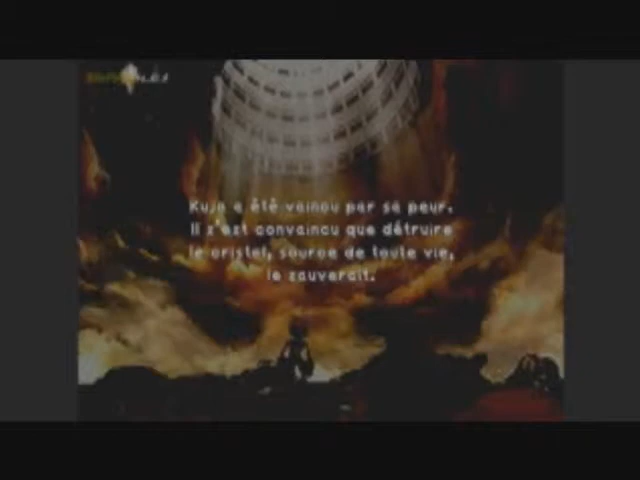 Kuja a été vaincu par sa peur.
Il s'est convaincu que détruire
le cristal, source de toute vie,
le sauverait.